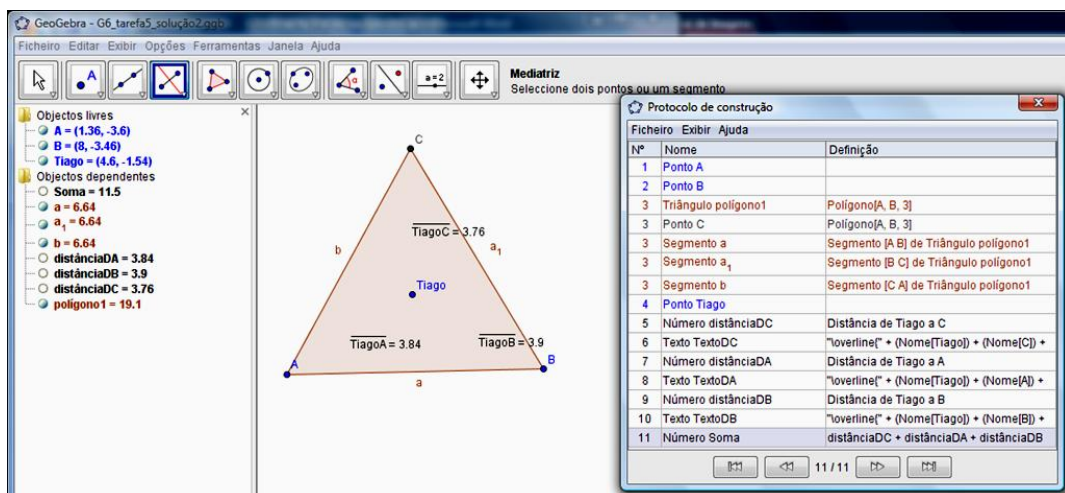 GeoGebra - G6_tarefa5_solução2.ggb
Ficheiro Editar Exibir Opções Ferramentas Janela Ajuda
A
α
a=2
Mediatriz
Seleccione dois pontos ou um segmento
Objectos livres
A = (1.36, -3.6)
B = (8, -3.46)
Tiago = (4.6, -1.54)
Objectos dependentes
Soma = 11.5
a = 6.64
a₁ = 6.64
b = 6.64
distânciaDA = 3.84
distânciaDB = 3.9
distânciaDC = 3.76
polígono1 = 19.1
C
TiagoC = 3.76
b
a₁
Tiago
TiagoA = 3.84
TiagoB = 3.9
A
B
a
Protocolo de construção
Ficheiro Exibir Ajuda
Nº Nome Definição
1 Ponto A
2 Ponto B
3 Triângulo polígono1 Polígono[A, B, 3]
3 Ponto C Polígono[A, B, 3]
3 Segmento a Segmento [A B] de Triângulo polígono1
3 Segmento a₁ Segmento [B C] de Triângulo polígono1
3 Segmento b Segmento [C A] de Triângulo polígono1
4 Ponto Tiago
5 Número distânciaDC Distância de Tiago a C
6 Texto TextoDC "\overline{" + (Nome[Tiago]) + (Nome[C]) +
7 Número distânciaDA Distância de Tiago a A
8 Texto TextoDA "\overline{" + (Nome[Tiago]) + (Nome[A]) +
9 Número distânciaDB Distância de Tiago a B
10 Texto TextoDB "\overline{" + (Nome[Tiago]) + (Nome[B]) +
11 Número Soma distânciaDC + distânciaDA + distânciaDB
11 / 11